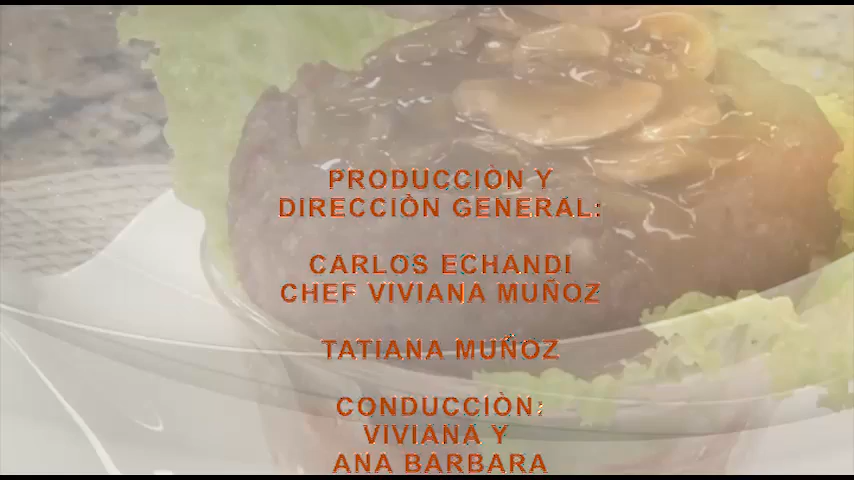 PRODUCCIÒN Y
DIRECCIÒN GENERAL:
CARLOS ECHANDI
CHEF VIVIANA MUÑOZ
TATIANA MUÑOZ
CONDUCCIÒN:
VIVIANA Y
ANA BARBARA